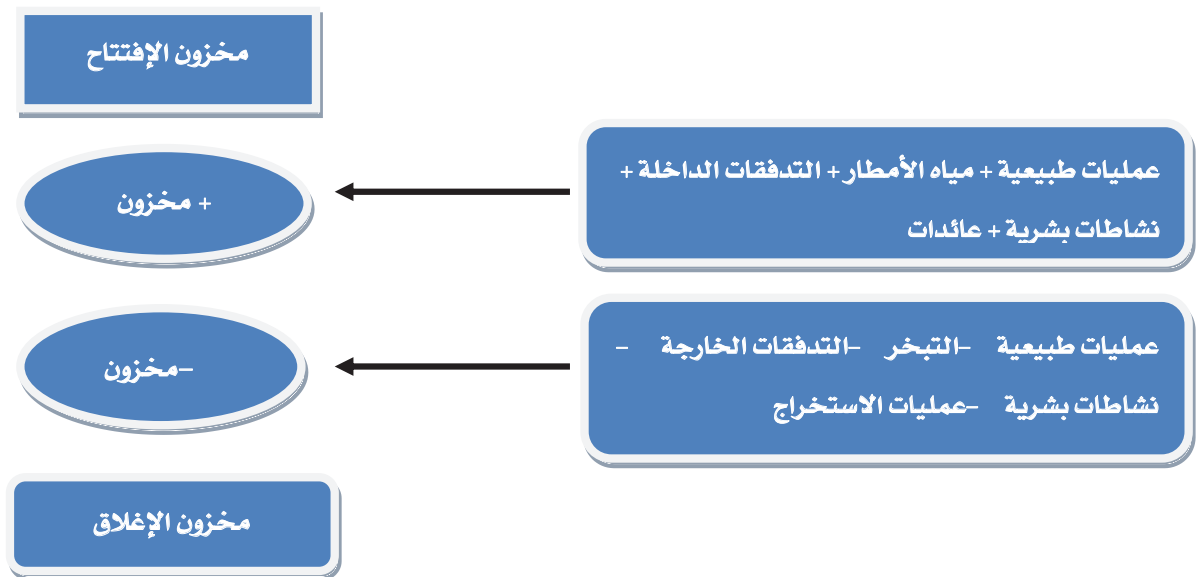 مخزون الإفتتاح
عمليات طبيعية + مياه الأمطار + التدفقات الداخلة +
نشاطات بشرية + عائدات
+ مخزون
عمليات طبيعية –التبخر –التدفقات الخارجة –
نشاطات بشرية –عمليات الاستخراج
–مخزون
مخزون الإغلاق